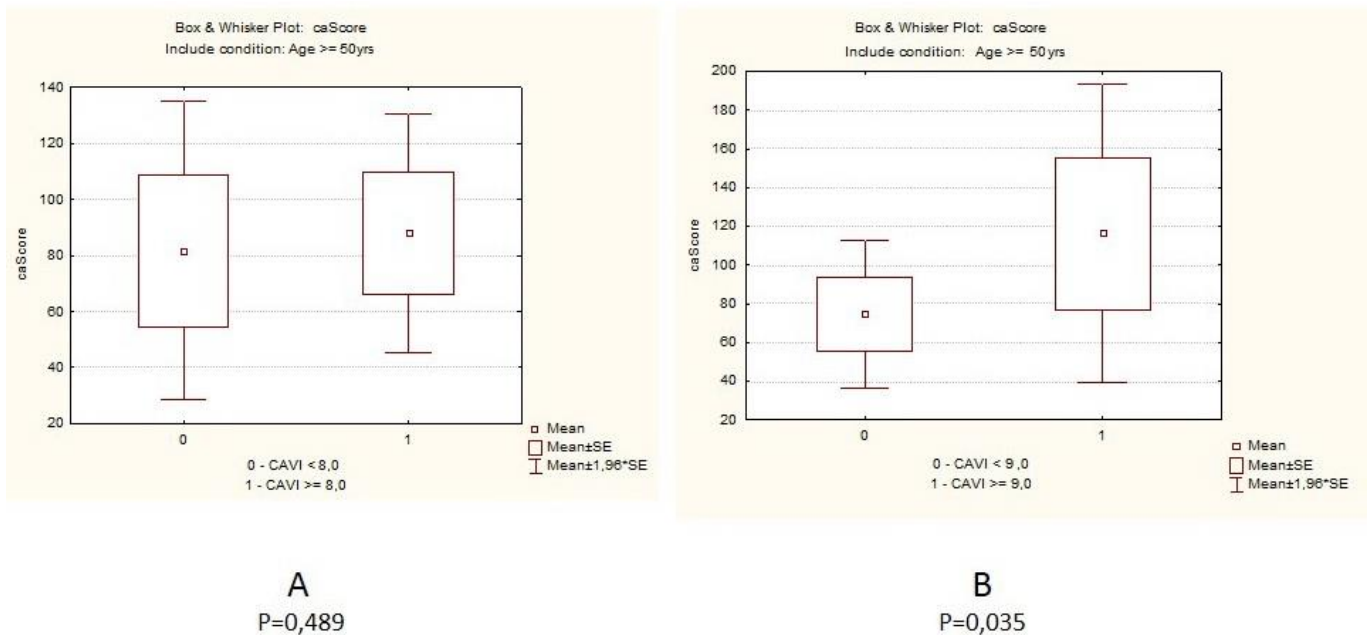 Box & Whisker Plot: caScore
Include condition: Age >= 50yrs
140
120
100
80
60
40
20
caScore
0
1
0 - CAVI < 8,0
1 - CAVI >= 8,0
Mean
Mean±SE
Mean±1,96*SE
Box & Whisker Plot: caScore
Include condition: Age >= 50yrs
200
180
160
140
120
100
80
60
40
20
caScore
0
1
0 - CAVI < 9,0
1 - CAVI >= 9,0
Mean
Mean±SE
Mean±1,96*SE
A
P=0,489
B
P=0,035